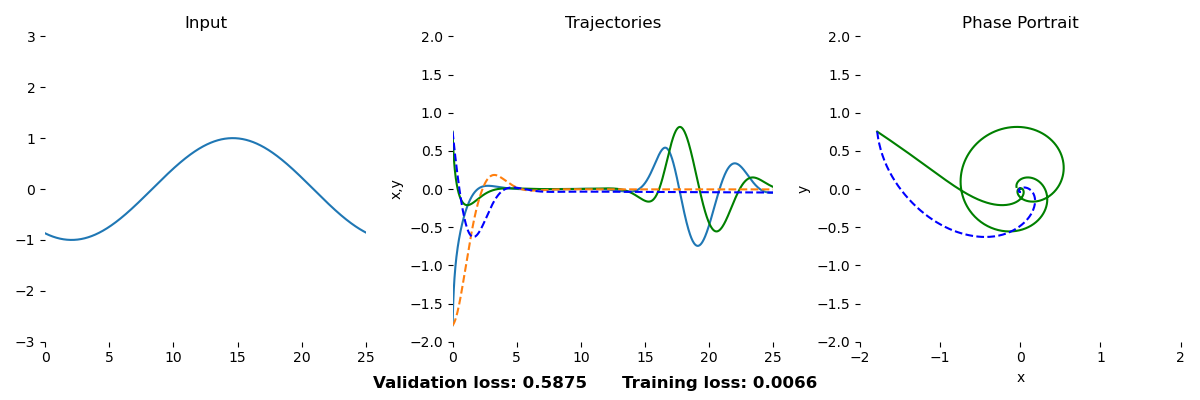 Input
3
2
1
0
−1
−2
−3
0 5 10 15 20 25
Trajectories
x,y
2.0
1.5
1.0
0.5
0.0
−0.5
−1.0
−1.5
−2.0
0 5 10 15 20 25
Phase Portrait
y
2.0
1.5
1.0
0.5
0.0
−0.5
−1.0
−1.5
−2.0
−2 −1 0 1 2
x
Validation loss: 0.5875 Training loss: 0.0066